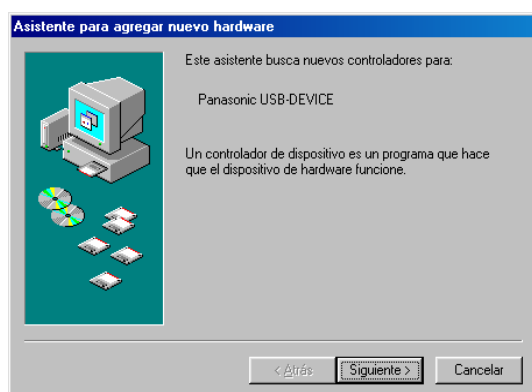 Asistente para agregar nuevo hardware
Este asistente busca nuevos controladores para:
Panasonic USB-DEVICE
Un controlador de dispositivo es un programa que hace
que el dispositivo de hardware funcione.
< Atrás
Siguiente >
Cancelar